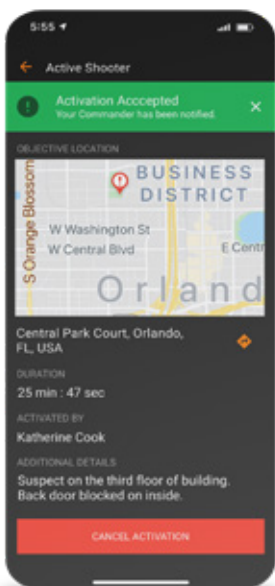 5:55
Active Shooter
Activation Acccepted
Your Commander has been notified.
OBJECTIVE LOCATION
BUSINESS
DISTRICT
S Orange Blossom
W Washington St
W Central Blvd
E Centr
Orland
Central Park Court, Orlando,
FL, USA
DURATION
25 min : 47 sec
ACTIVATED BY
Katherine Cook
ADDITIONAL DETAILS
Suspect on the third floor of building.
Back door blocked on inside.
CANCEL ACTIVATION